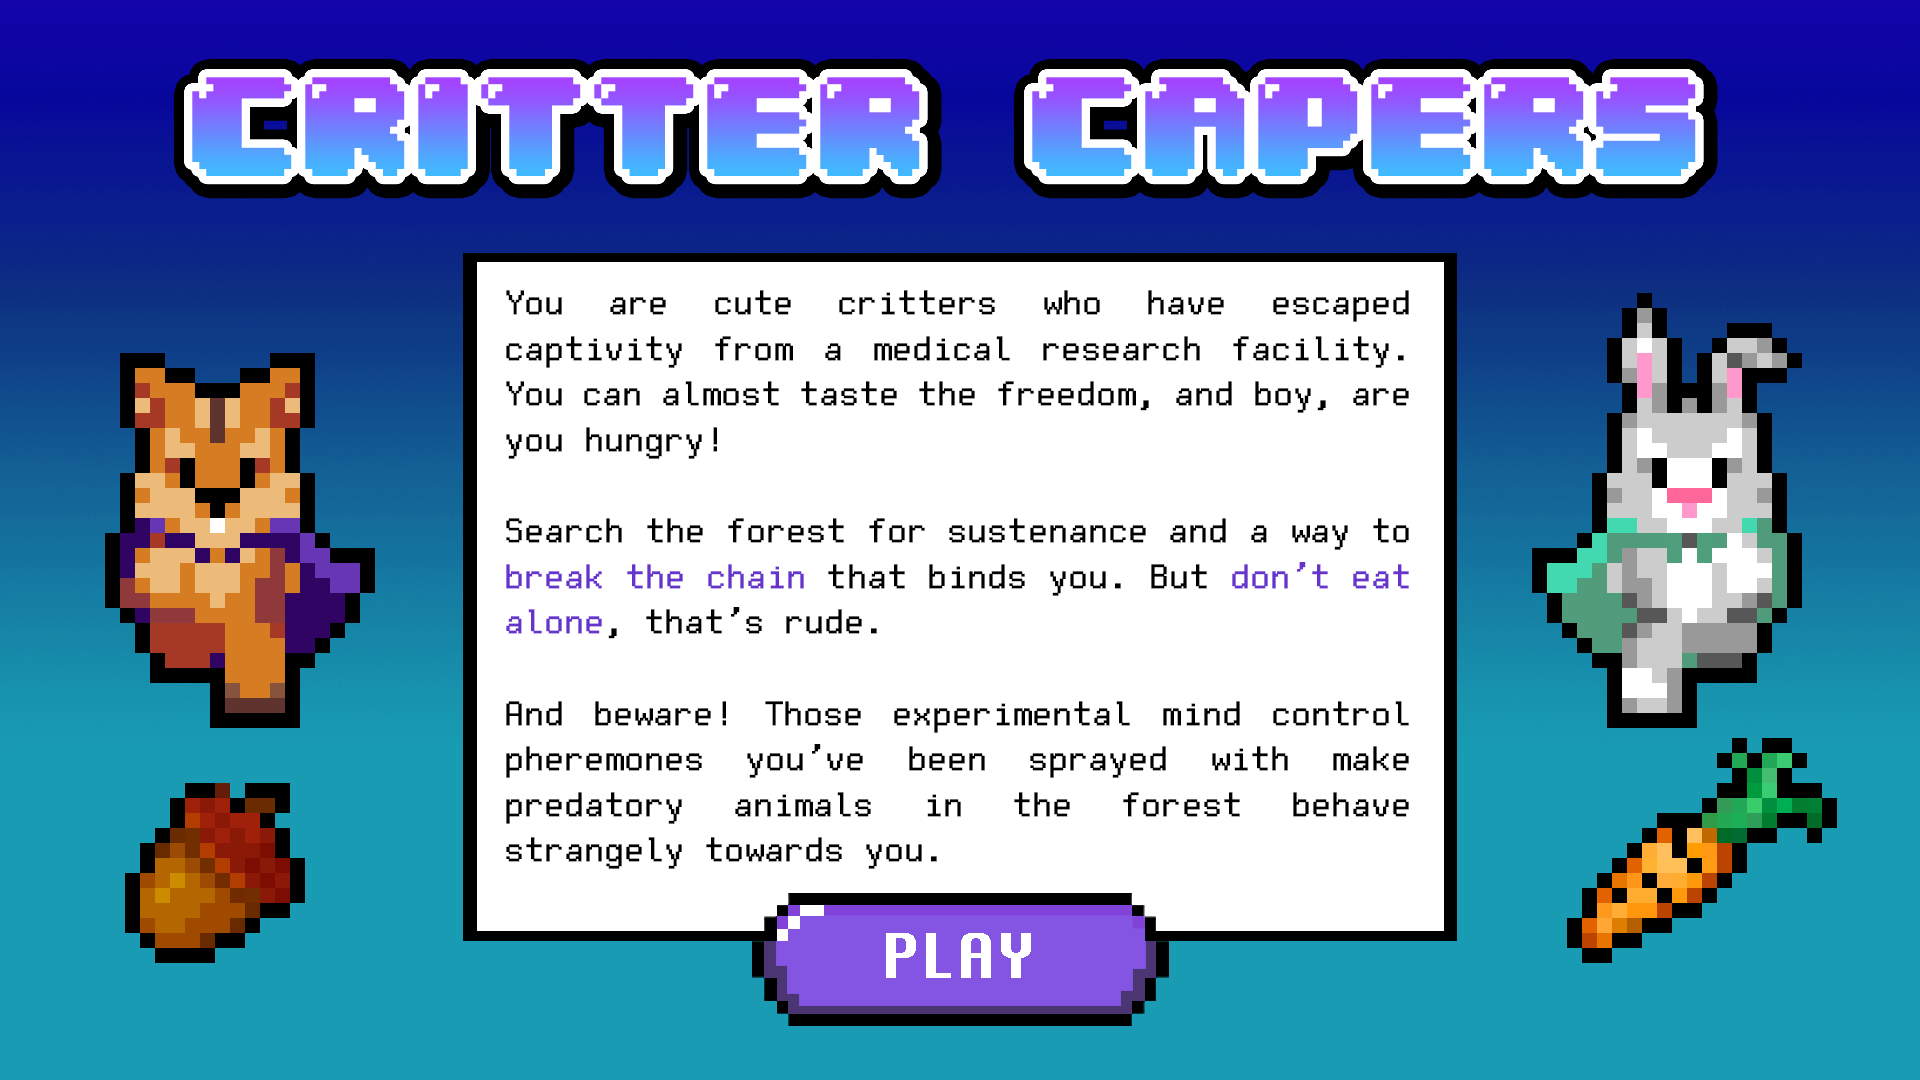 CRITTER CAPERS
You are cute critters who have escaped
captivity from a medical research facility.
You can almost taste the freedom, and boy, are
you hungry!
Search the forest for sustenance and a way to
break the chain that binds you. But don’t eat
alone, that’s rude.
And beware! Those experimental mind control
pheremones you’ve been sprayed with make
predatory animals in the forest behave
strangely towards you.
PLAY